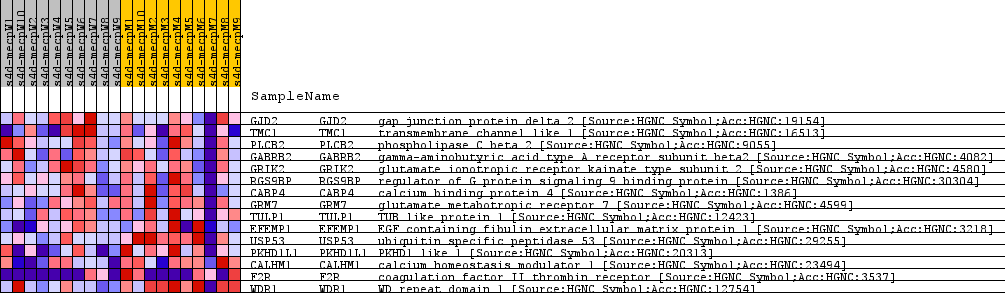 s4d-mecpW1
s4d-mecpW10
s4d-mecpW2
s4d-mecpW3
s4d-mecpW4
s4d-mecpW5
s4d-mecpW6
s4d-mecpW7
s4d-mecpW8
s4d-mecpW9
s4d-mecpM1
s4d-mecpM10
s4d-mecpM2
s4d-mecpM3
s4d-mecpM4
s4d-mecpM5
s4d-mecpM6
s4d-mecpM7
s4d-mecpM8
s4d-mecpM9
SampleName
GJD2 GJD2 gap junction protein delta 2 [Source:HGNC Symbol;Acc:HGNC:19154]
TMC1 TMC1 transmembrane channel like 1 [Source:HGNC Symbol;Acc:HGNC:16513]
PLCB2 PLCB2 phospholipase C beta 2 [Source:HGNC Symbol;Acc:HGNC:9055]
GABRB2 GABRB2 gamma-aminobutyric acid type A receptor subunit beta2 [Source:HGNC Symbol;Acc:HGNC:4082]
GRIK2 GRIK2 glutamate ionotropic receptor kainate type subunit 2 [Source:HGNC Symbol;Acc:HGNC:4580]
RGS9BP RGS9BP regulator of G protein signaling 9 binding protein [Source:HGNC Symbol;Acc:HGNC:30304]
CABP4 CABP4 calcium binding protein 4 [Source:HGNC Symbol;Acc:HGNC:1386]
GRM7 GRM7 glutamate metabotropic receptor 7 [Source:HGNC Symbol;Acc:HGNC:4599]
TULP1 TULP1 TUB like protein 1 [Source:HGNC Symbol;Acc:HGNC:12423]
EFEMP1 EFEMP1 EGF containing fibulin extracellular matrix protein 1 [Source:HGNC Symbol;Acc:HGNC:3218]
USP53 USP53 ubiquitin specific peptidase 53 [Source:HGNC Symbol;Acc:HGNC:29255]
PKHD1L1 PKHD1L1 PKHD1 like 1 [Source:HGNC Symbol;Acc:HGNC:20313]
CALHM1 CALHM1 calcium homeostasis modulator 1 [Source:HGNC Symbol;Acc:HGNC:23494]
F2R F2R coagulation factor II thrombin receptor [Source:HGNC Symbol;Acc:HGNC:3537]
WDR1 WDR1 WD repeat domain 1 [Source:HGNC Symbol;Acc:HGNC:12754]